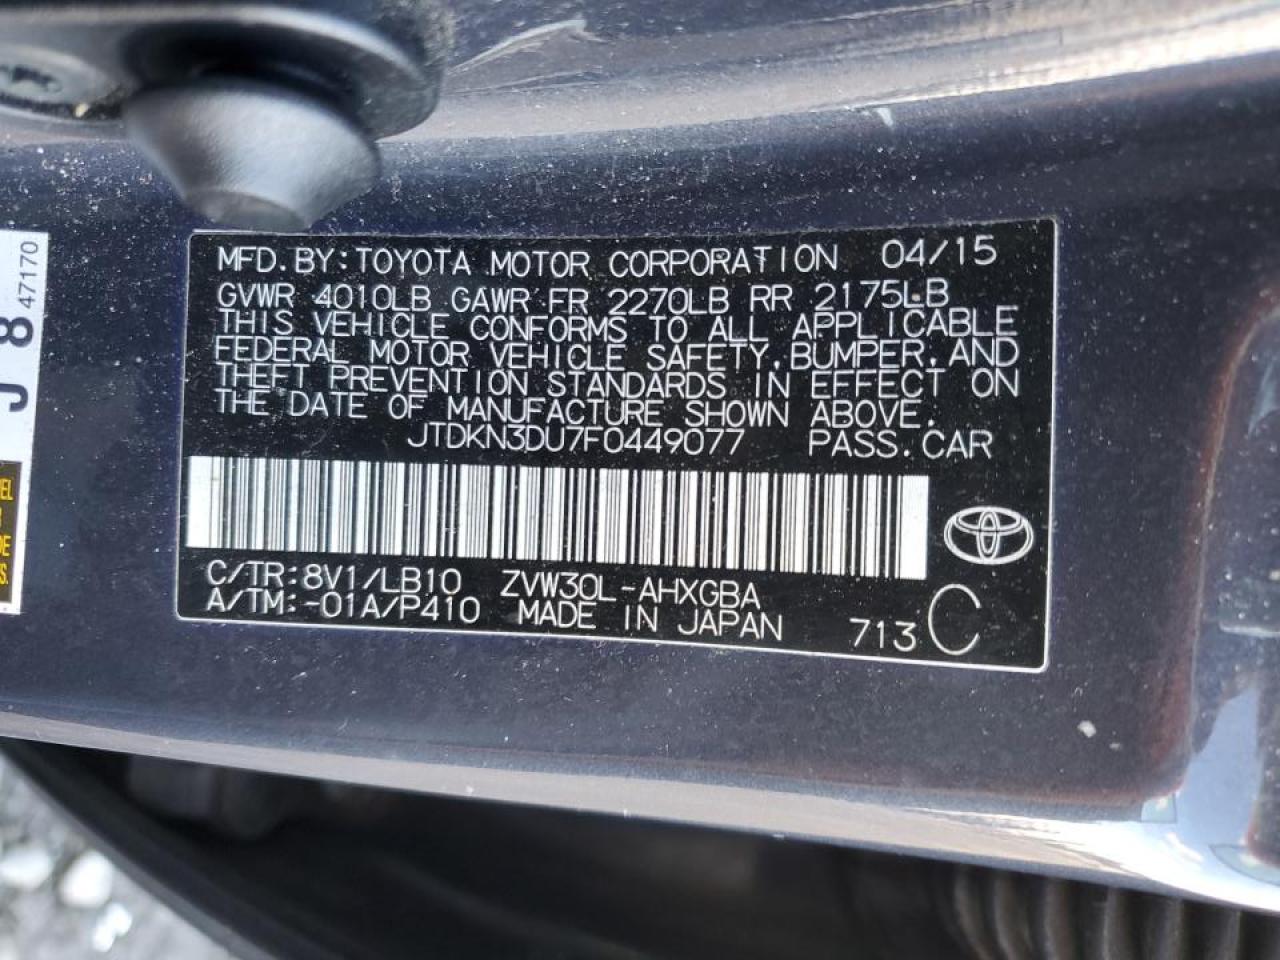 MFD.BY:TOYOTA MOTOR CORPORATION 04/15
GVWR 4010LB GAWR FR 2270LB RR 2175LB
THIS VEHICLE CONFORMS TO ALL APPLICABLE
FEDERAL MOTOR VEHICLE SAFETY,BUMPER,AND
THEFT PREVENTION STANDARDS IN EFFECT ON
THE DATE OF MANUFACTURE SHOWN ABOVE.
JTDKN3DU7F0449077 PASS.CAR
C/TR:8V1/LB10 ZVW30L-AHXGBA
A/TM:-01A/P410 MADE IN JAPAN 713 C
J 8
47170